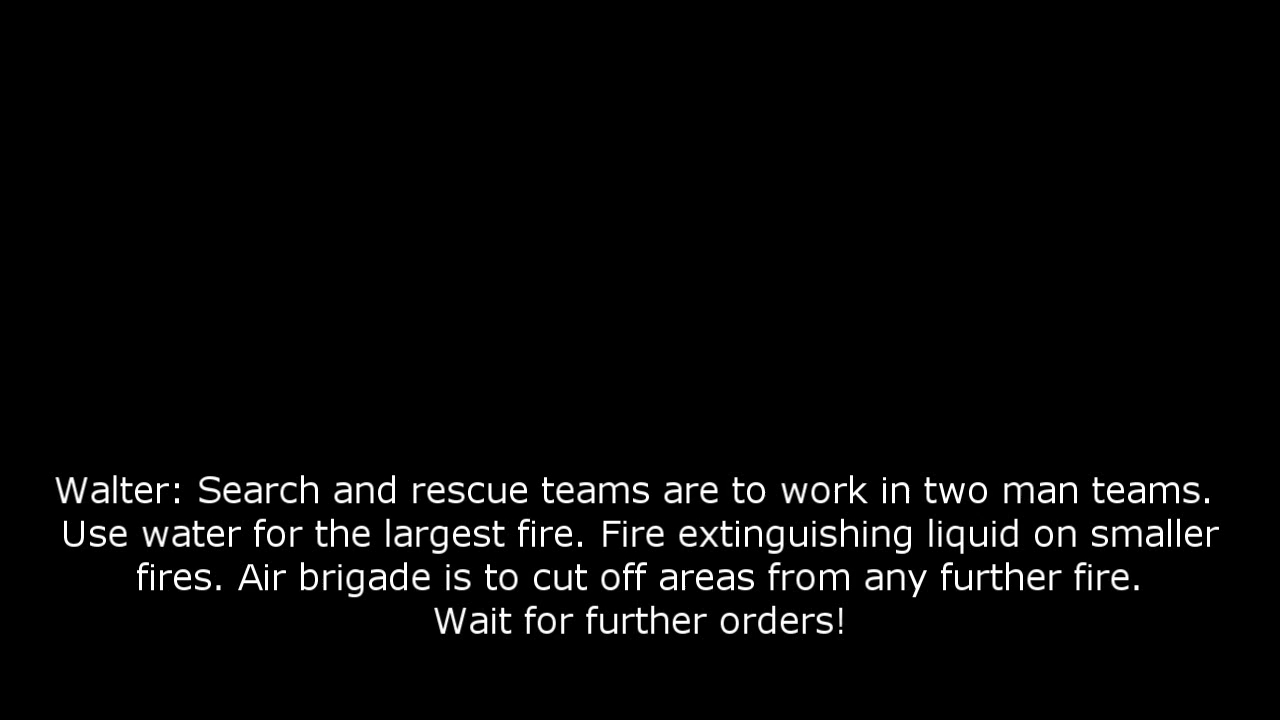 Walter: Search and rescue teams are to work in two man teams.
Use water for the largest fire. Fire extinguishing liquid on smaller
fires. Air brigade is to cut off areas from any further fire.
Wait for further orders!